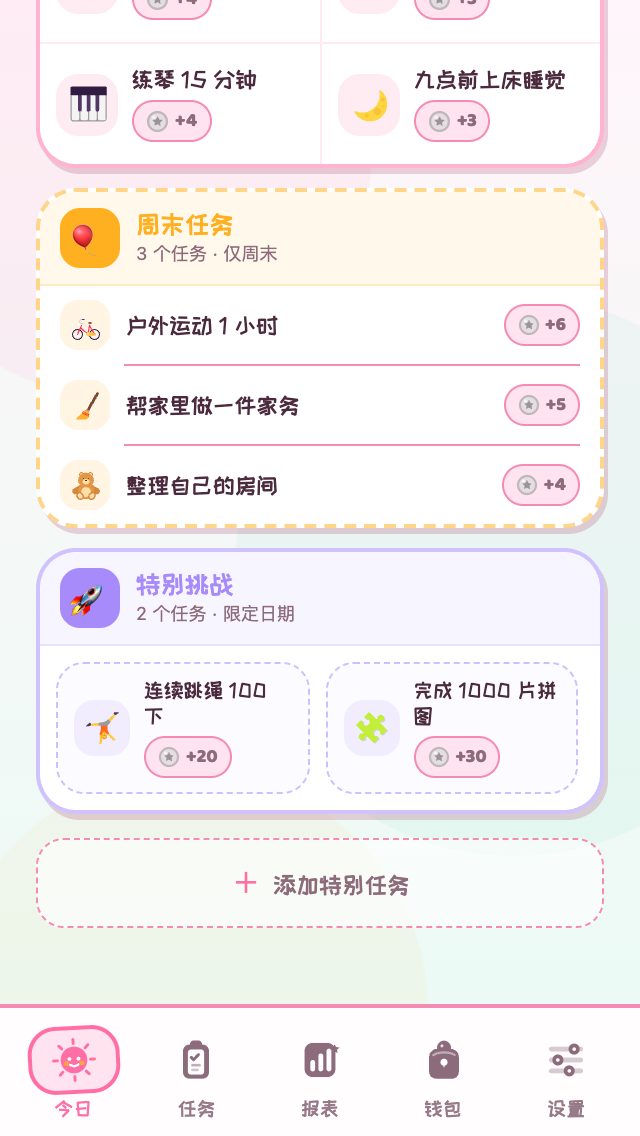 练琴 15 分钟
+4
九点前上床睡觉
+3
周末任务
3 个任务 · 仅周末
户外运动 1 小时
+6
帮家里做一件家务
+5
整理自己的房间
+4
特别挑战
2 个任务 · 限定日期
连续跳绳 100
下
+20
完成 1000 片拼
图
+30
+ 添加特别任务
今日
任务
报表
钱包
设置